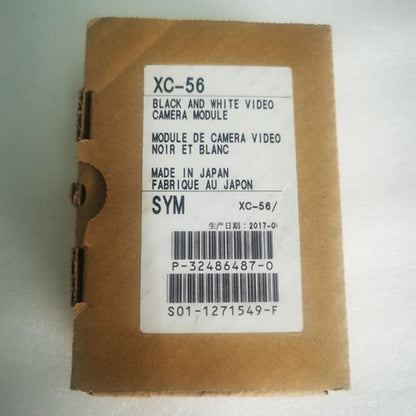 XC-56
BLACK AND WHITE VIDEO
CAMERA MODULE
MODULE DE CAMERA VIDEO
NOIR ET BLANC
MADE IN JAPAN
FABRIQUE AU JAPON
SYM XC-56/
生产日期:2017-0
P-32486487-0
S01-1271549-F